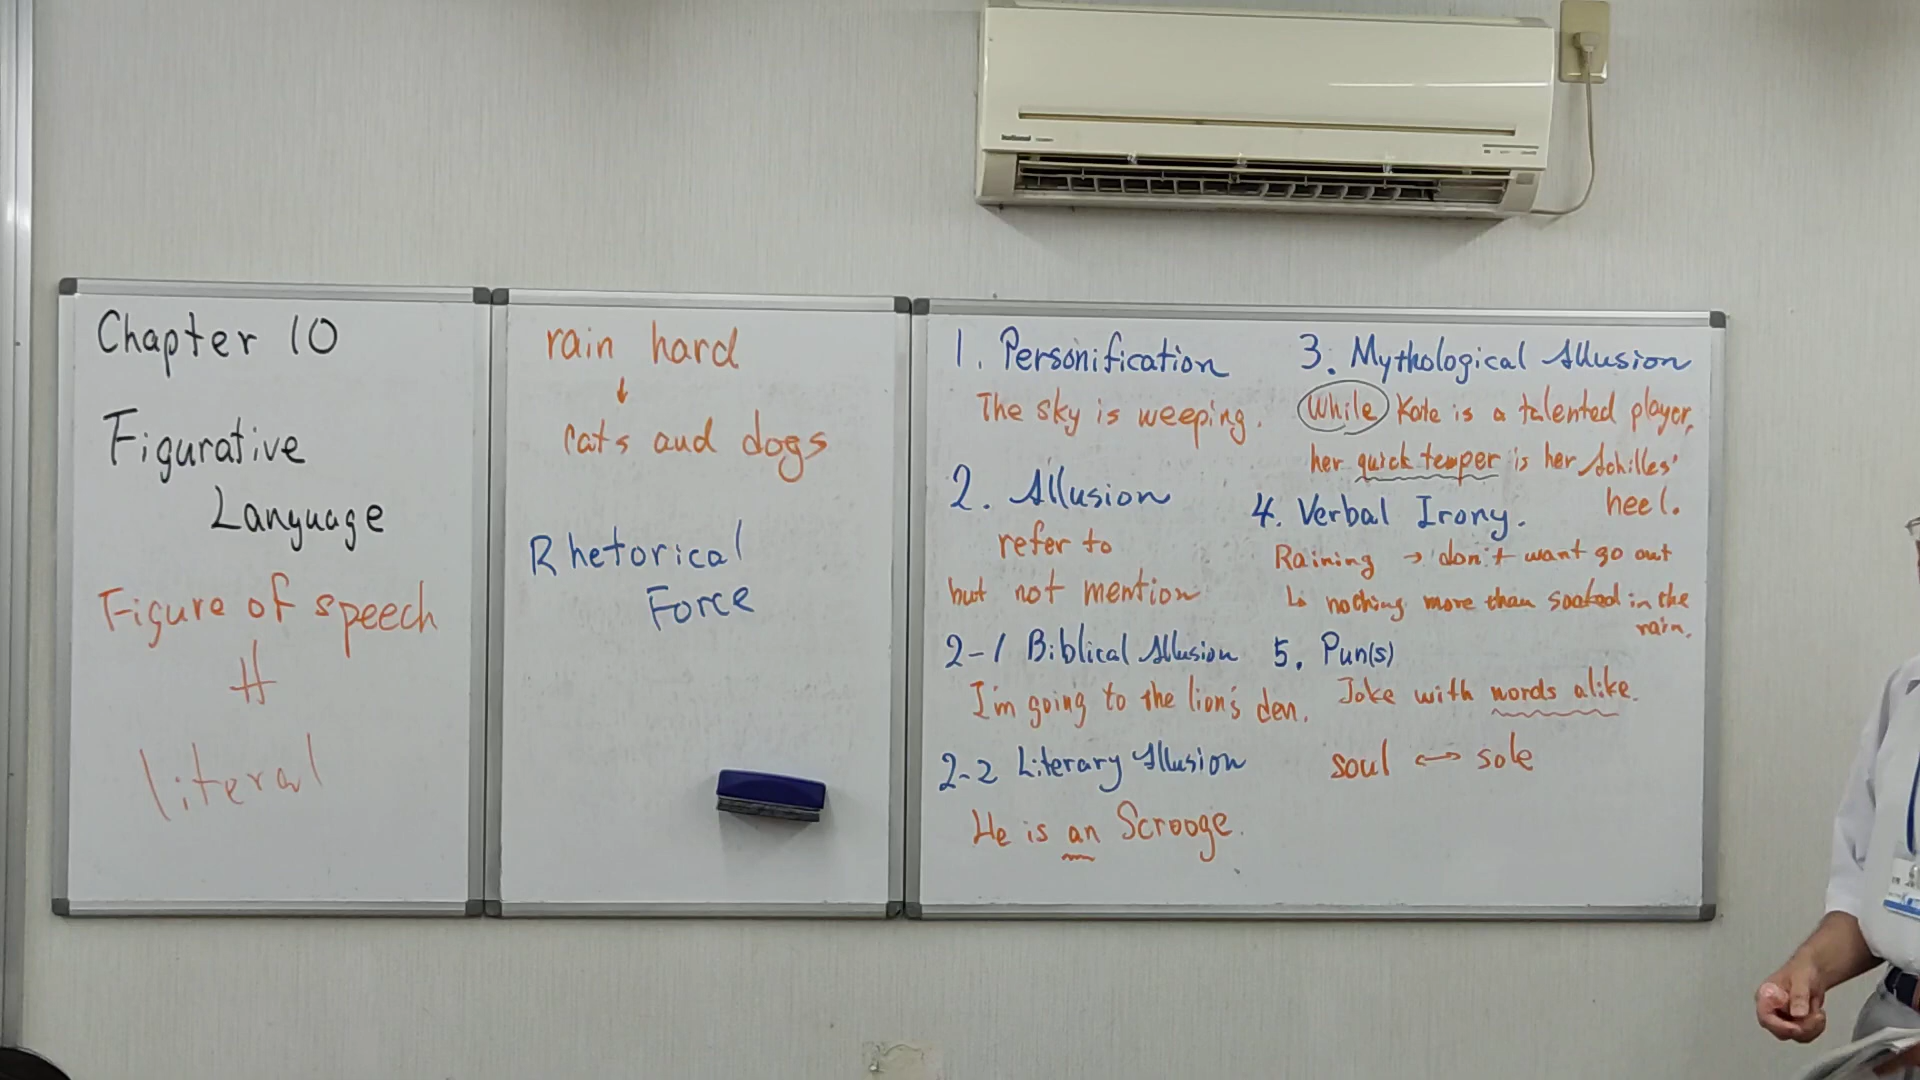 Chapter 10
Figurative
Language
Figure of speech
≠
literal
rain hard
↓
cats and dogs
Rhetorical
Force
1. Personification
The sky is weeping.
2. Allusion
refer to
but not mention
2-1 Biblical Allusion
I'm going to the lion's den.
2-2 Literary Allusion
He is an Scrooge.
3. Mythological Allusion
While Kate is a talented player,
her quick temper is her Achilles'
heel.
4. Verbal Irony.
Raining → don't want go out
↳ nothing more than soaked in the
rain.
5. Pun(s)
Joke with words alike.
soul ↔ sole
National